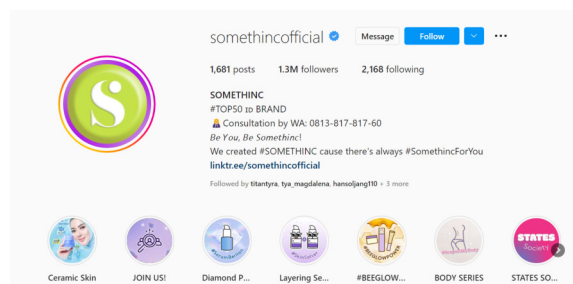 somethincofficial
Message
Follow
1,681 posts 1.3M followers 2,168 following
SOMETHINC
#TOP50 ID BRAND
Consultation by WA: 0813-817-817-60
Be You, Be Somethinc!
We created #SOMETHINC cause there's always #SomethincForYou
linktr.ee/somethincofficial
Followed by titantyra, tya_magdalena, hansoljang110 + 3 more
S
STATES
Society
Ceramic Skin
JOIN US!
Diamond P...
Layering Se...
#BEEGLOW...
BODY SERIES
STATES SO...